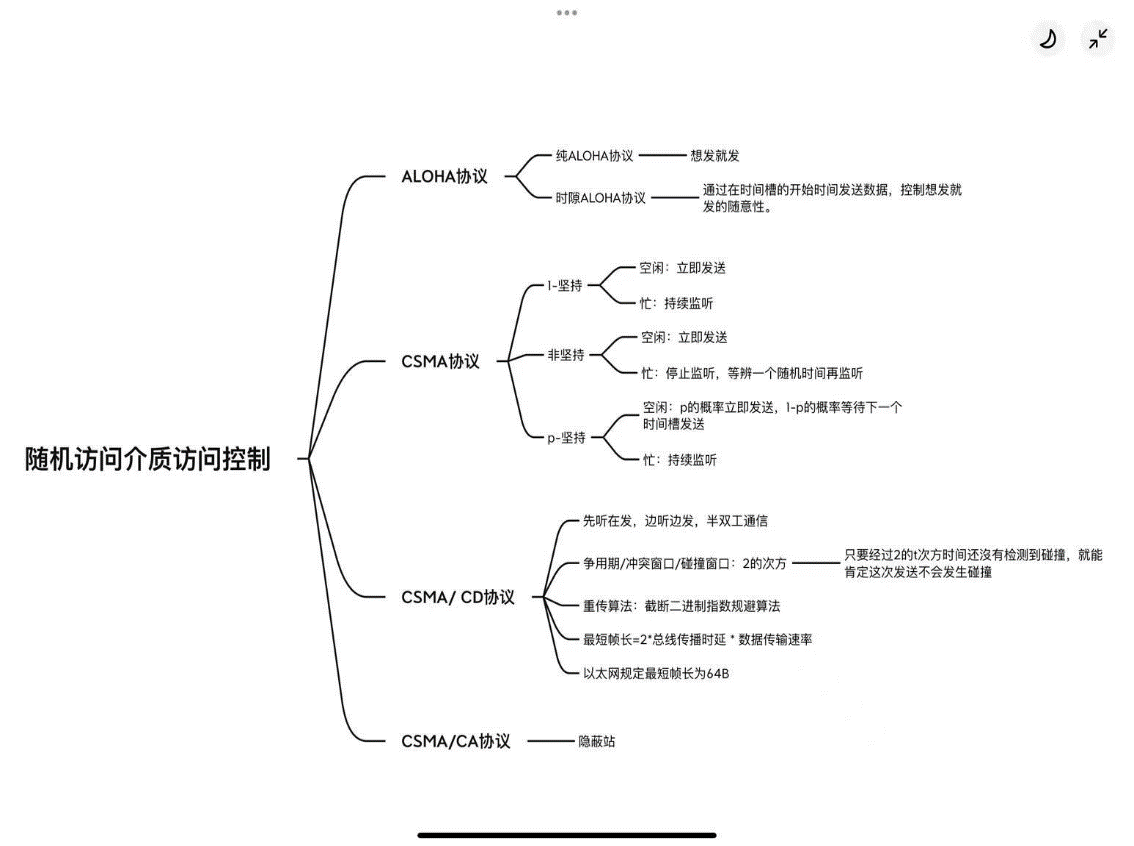 ALOHA协议
纯ALOHA协议
想发就发
时隙ALOHA协议
通过在时间槽的开始时间发送数据，控制想发就
发的随意性。
CSMA协议
1-坚持
空闲：立即发送
忙：持续监听
非坚持
空闲：立即发送
忙：停止监听，等辨一个随机时间再监听
p-坚持
空闲：p的概率立即发送，1-p的概率等待下一个
时间槽发送
忙：持续监听
随机访问介质访问控制
CSMA/ CD协议
先听在发，边听边发，半双工通信
争用期/冲突窗口/碰撞窗口：2的次方
只要经过2的t次方时间还沒有检测到碰撞，就能
肯定这次发送不会发生碰撞
重传算法：截断二进制指数规避算法
最短帧长=2*总线传播时延 * 数据传输速率
以太网规定最短帧长为64B
CSMA/CA协议
隐蔽站